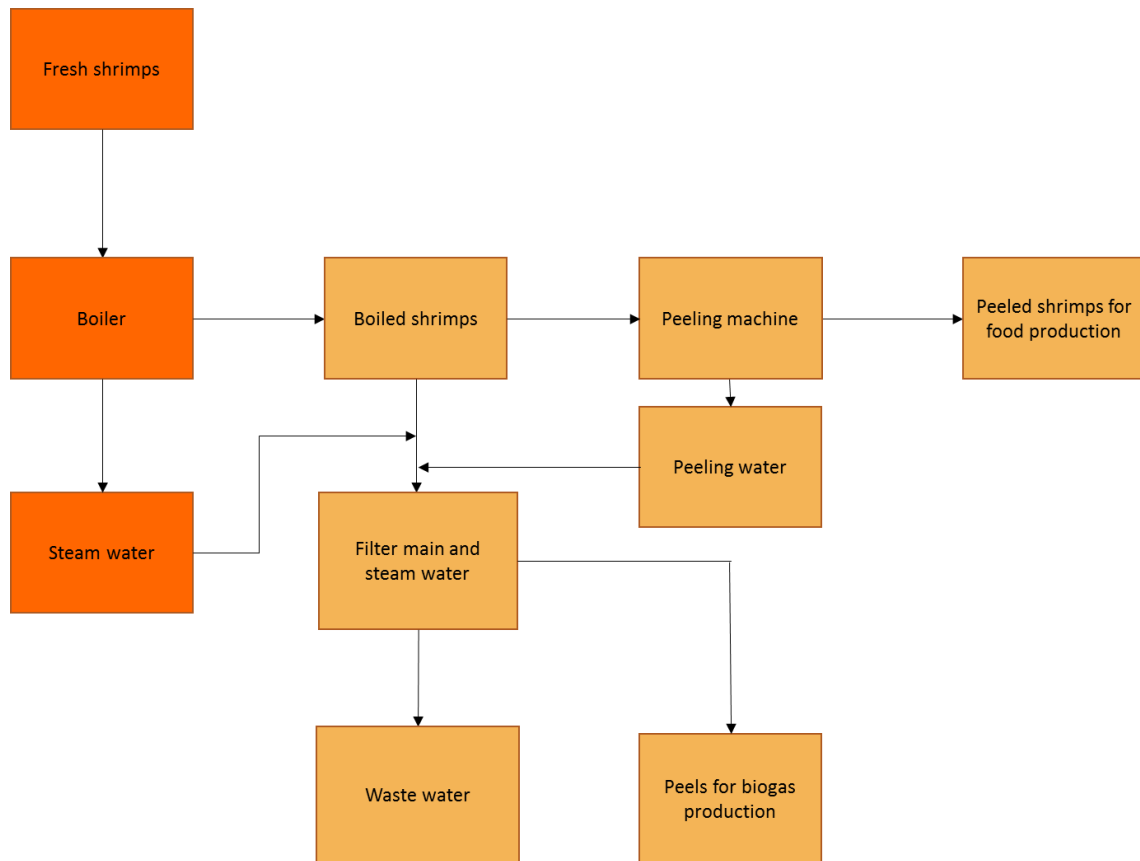 Fresh shrimps
Boiler
Boiled shrimps
Peeling machine
Peeled shrimps for
food production
Peeling water
Steam water
Filter main and
steam water
Waste water
Peels for biogas
production